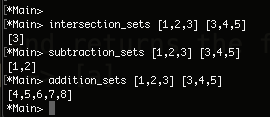 *Main>
*Main> intersection_sets [1,2,3] [3,4,5]
[3]
*Main> subtraction_sets [1,2,3] [3,4,5]
[1,2]
*Main> addition_sets [1,2,3] [3,4,5]
[4,5,6,7,8]
*Main>